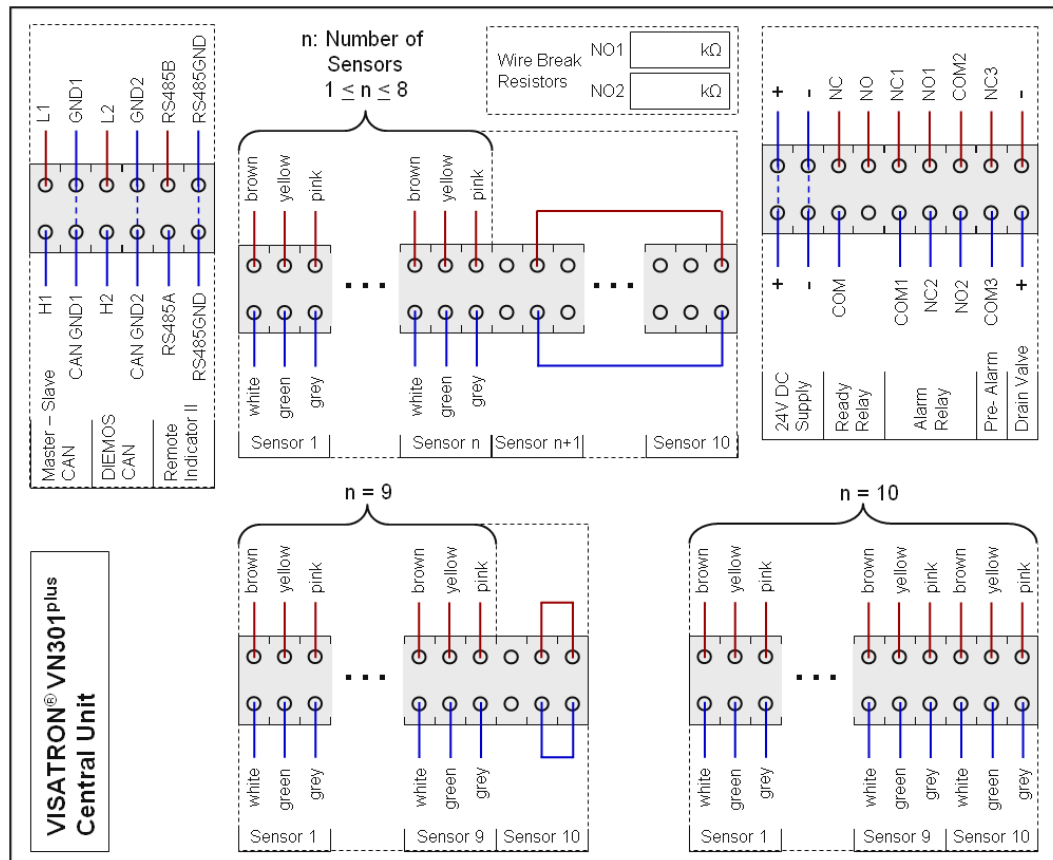 L1
GND1
L2
GND2
RS485B
RS485GND
H1
CAN GND1
H2
CAN GND2
RS485A
RS485GND
Master – Slave
CAN
DIEMOS
CAN
Remote
Indicator II
n: Number of
Sensors
1 ≤ n ≤ 8
brown
yellow
pink
brown
yellow
pink
...
...
white
green
grey
white
green
grey
Sensor 1
Sensor n
Sensor n+1
Sensor 10
Wire Break
Resistors
NO1
kΩ
NO2
kΩ
+
-
NC
NO
NC1
NO1
COM2
NC3
-
+
-
COM
COM1
NC2
NO2
COM3
+
24V DC
Supply
Ready
Relay
Alarm
Relay
Pre- Alarm
Drain Valve
VISATRON® VN301plus
Central Unit
n = 9
brown
yellow
pink
brown
yellow
pink
...
white
green
grey
white
green
grey
Sensor 1
Sensor 9
Sensor 10
n = 10
brown
yellow
pink
brown
yellow
pink
brown
yellow
pink
...
white
green
grey
white
green
grey
white
green
grey
Sensor 1
Sensor 9
Sensor 10